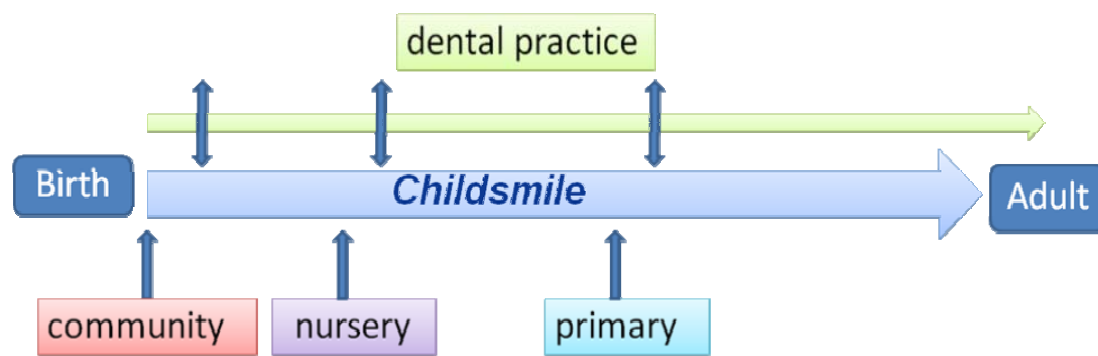 dental practice
Birth
Childsmile
Adult
community
nursery
primary